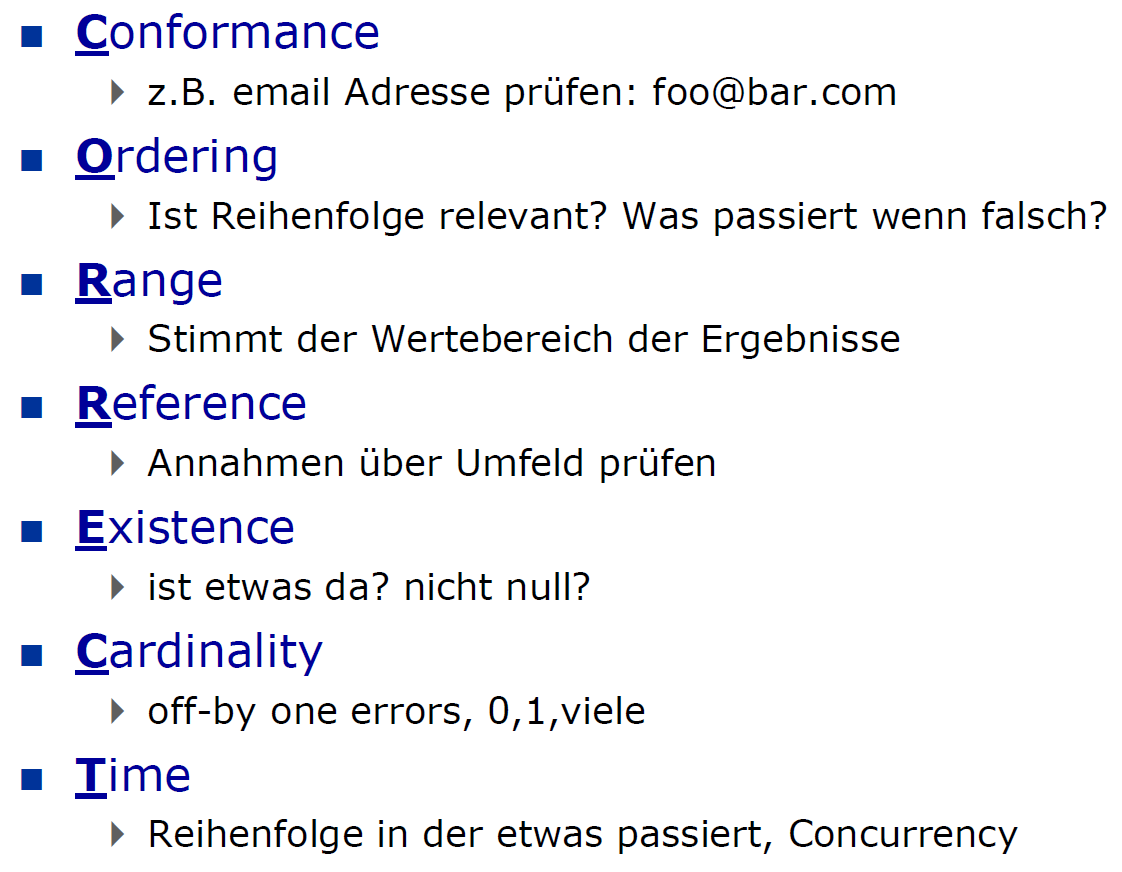 Conformance
z.B. email Adresse prüfen: foo@bar.com
Ordering
Ist Reihenfolge relevant? Was passiert wenn falsch?
Range
Stimmt der Wertebereich der Ergebnisse
Reference
Annahmen über Umfeld prüfen
Existence
ist etwas da? nicht null?
Cardinality
off-by one errors, 0,1,viele
Time
Reihenfolge in der etwas passiert, Concurrency